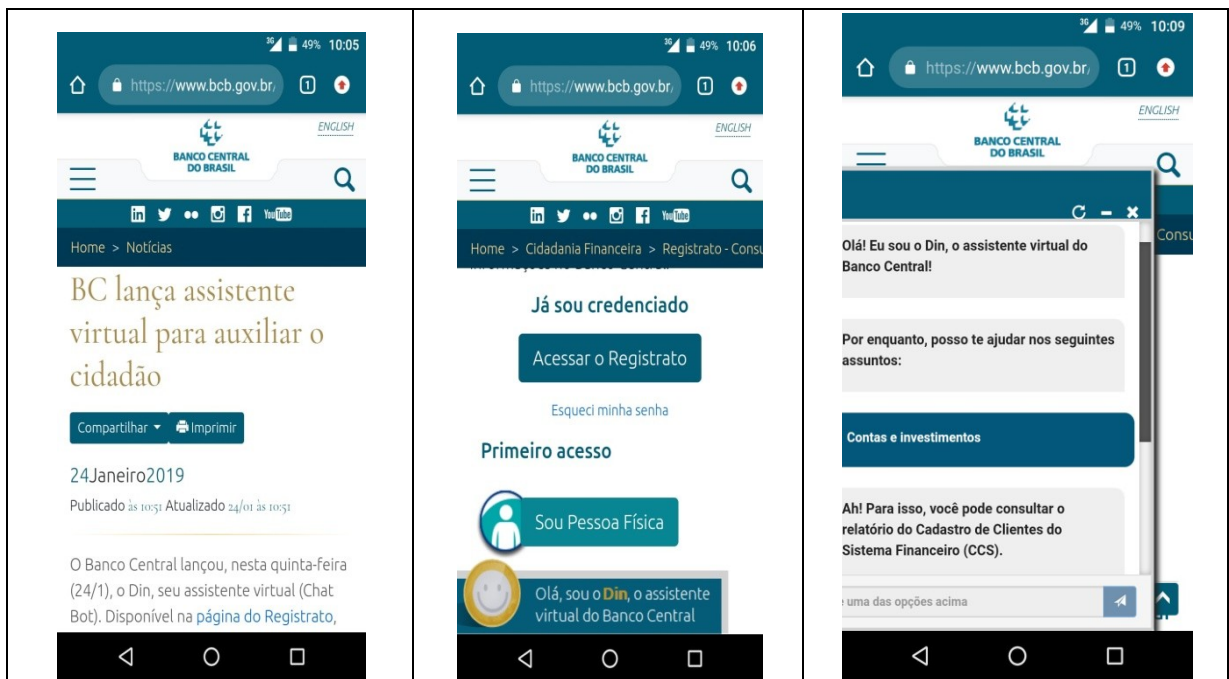 3G 49% 10:05
https://www.bcb.gov.br/ 1
BANCO CENTRAL
DO BRASIL
ENGLISH
in f YouTube
Home > Notícias
BC lança assistente
virtual para auxiliar o
cidadão
Compartilhar Imprimir
24Janeiro2019
Publicado às 10:51 Atualizado 24/01 às 10:51
O Banco Central lançou, nesta quinta-feira
(24/1), o Din, seu assistente virtual (Chat
Bot). Disponível na página do Registrato,
3G 49% 10:06
https://www.bcb.gov.br/ 1
BANCO CENTRAL
DO BRASIL
ENGLISH
in f YouTube
Home > Cidadania Financeira > Registrato - Consu
Já sou credenciado
Acessar o Registrato
Esqueci minha senha
Primeiro acesso
Sou Pessoa Física
Olá, sou o Din, o assistente
virtual do Banco Central
3G 49% 10:09
https://www.bcb.gov.br/ 1
BANCO CENTRAL
DO BRASIL
ENGLISH
Consu
Olá! Eu sou o Din, o assistente virtual do
Banco Central!
Por enquanto, posso te ajudar nos seguintes
assuntos:
Contas e investimentos
Ah! Para isso, você pode consultar o
relatório do Cadastro de Clientes do
Sistema Financeiro (CCS).
uma das opções acima